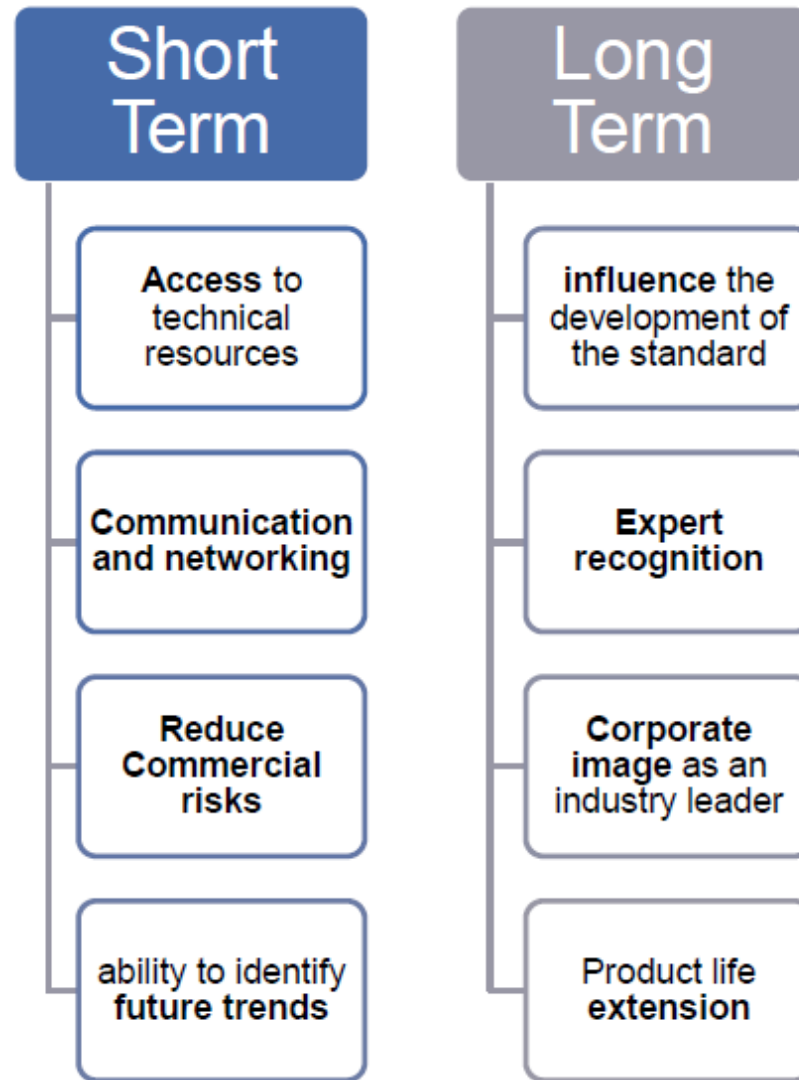 Short
Term
Access to
technical
resources
Communication
and networking
Reduce
Commercial
risks
ability to identify
future trends
Long
Term
influence the
development of
the standard
Expert
recognition
Corporate
image as an
industry leader
Product life
extension